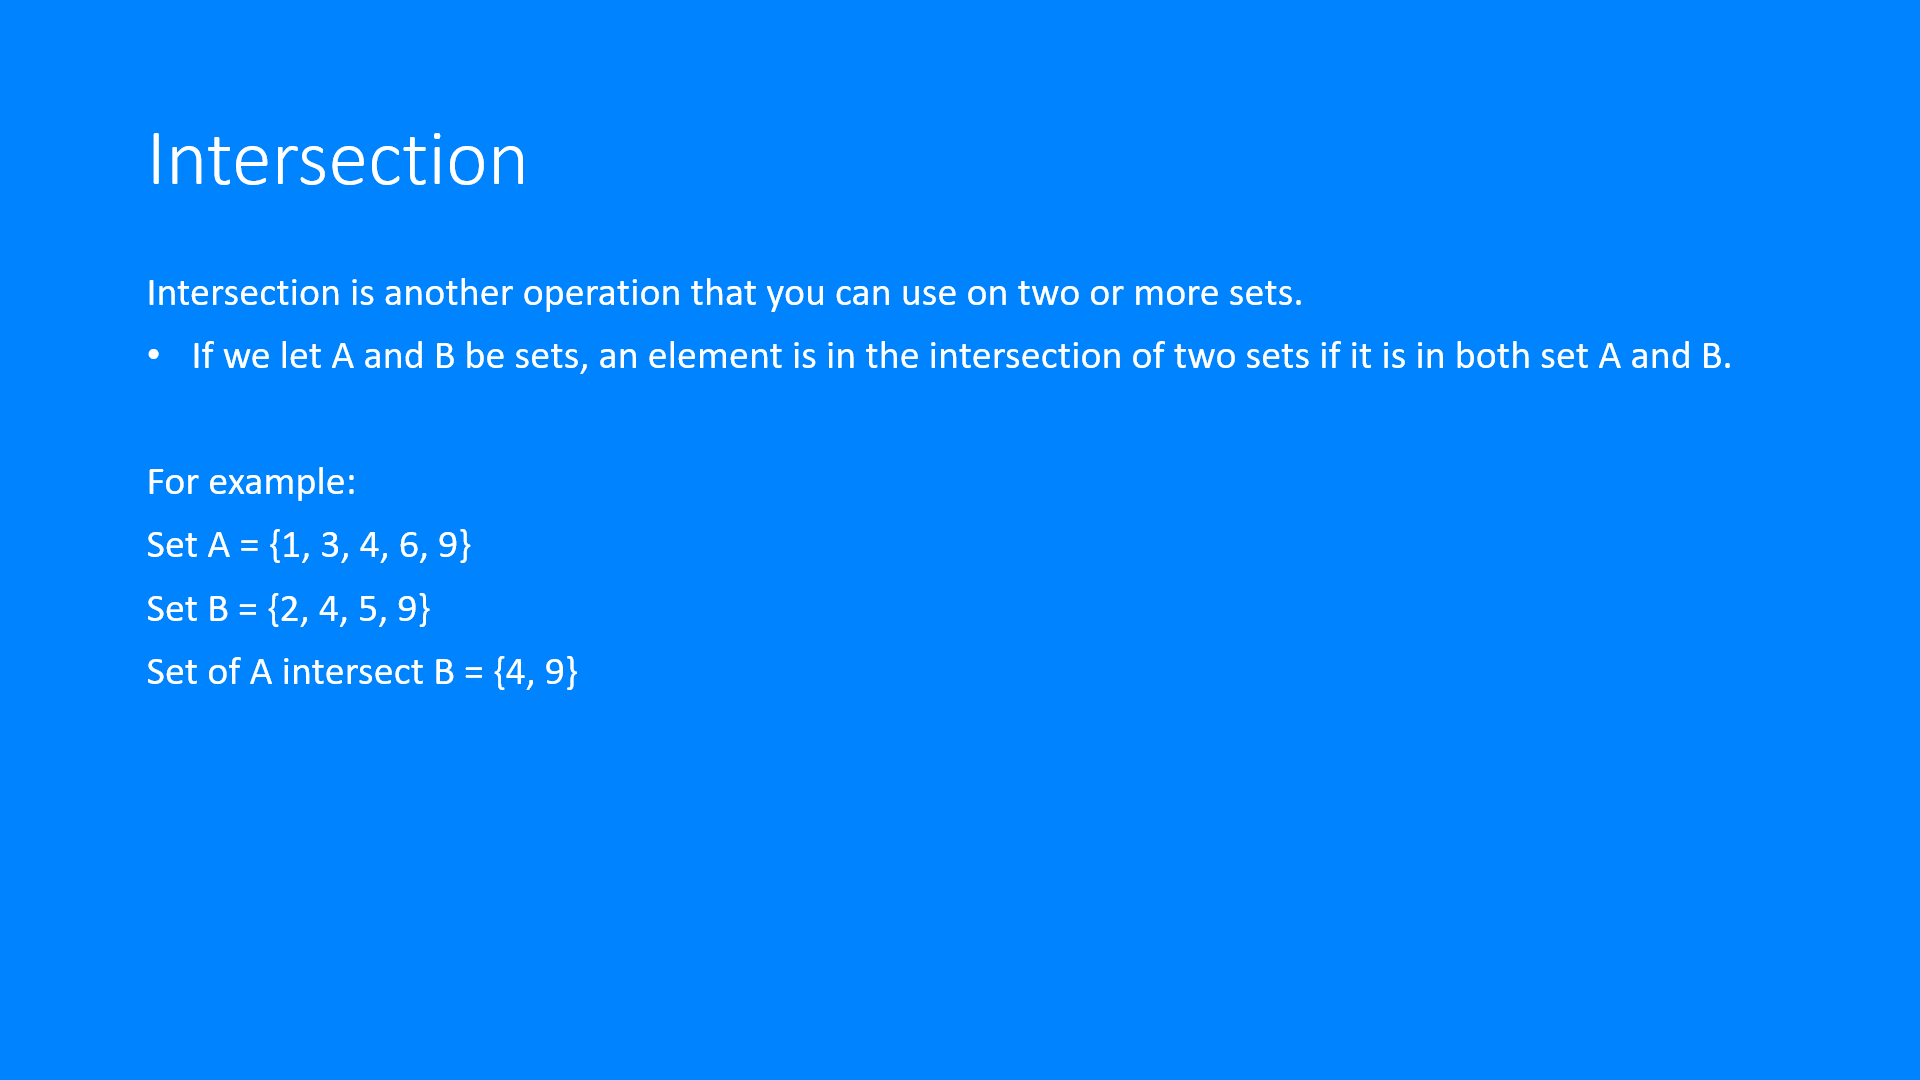 Intersection
Intersection is another operation that you can use on two or more sets.
• If we let A and B be sets, an element is in the intersection of two sets if it is in both set A and B.
For example:
Set A = {1, 3, 4, 6, 9}
Set B = {2, 4, 5, 9}
Set of A intersect B = {4, 9}